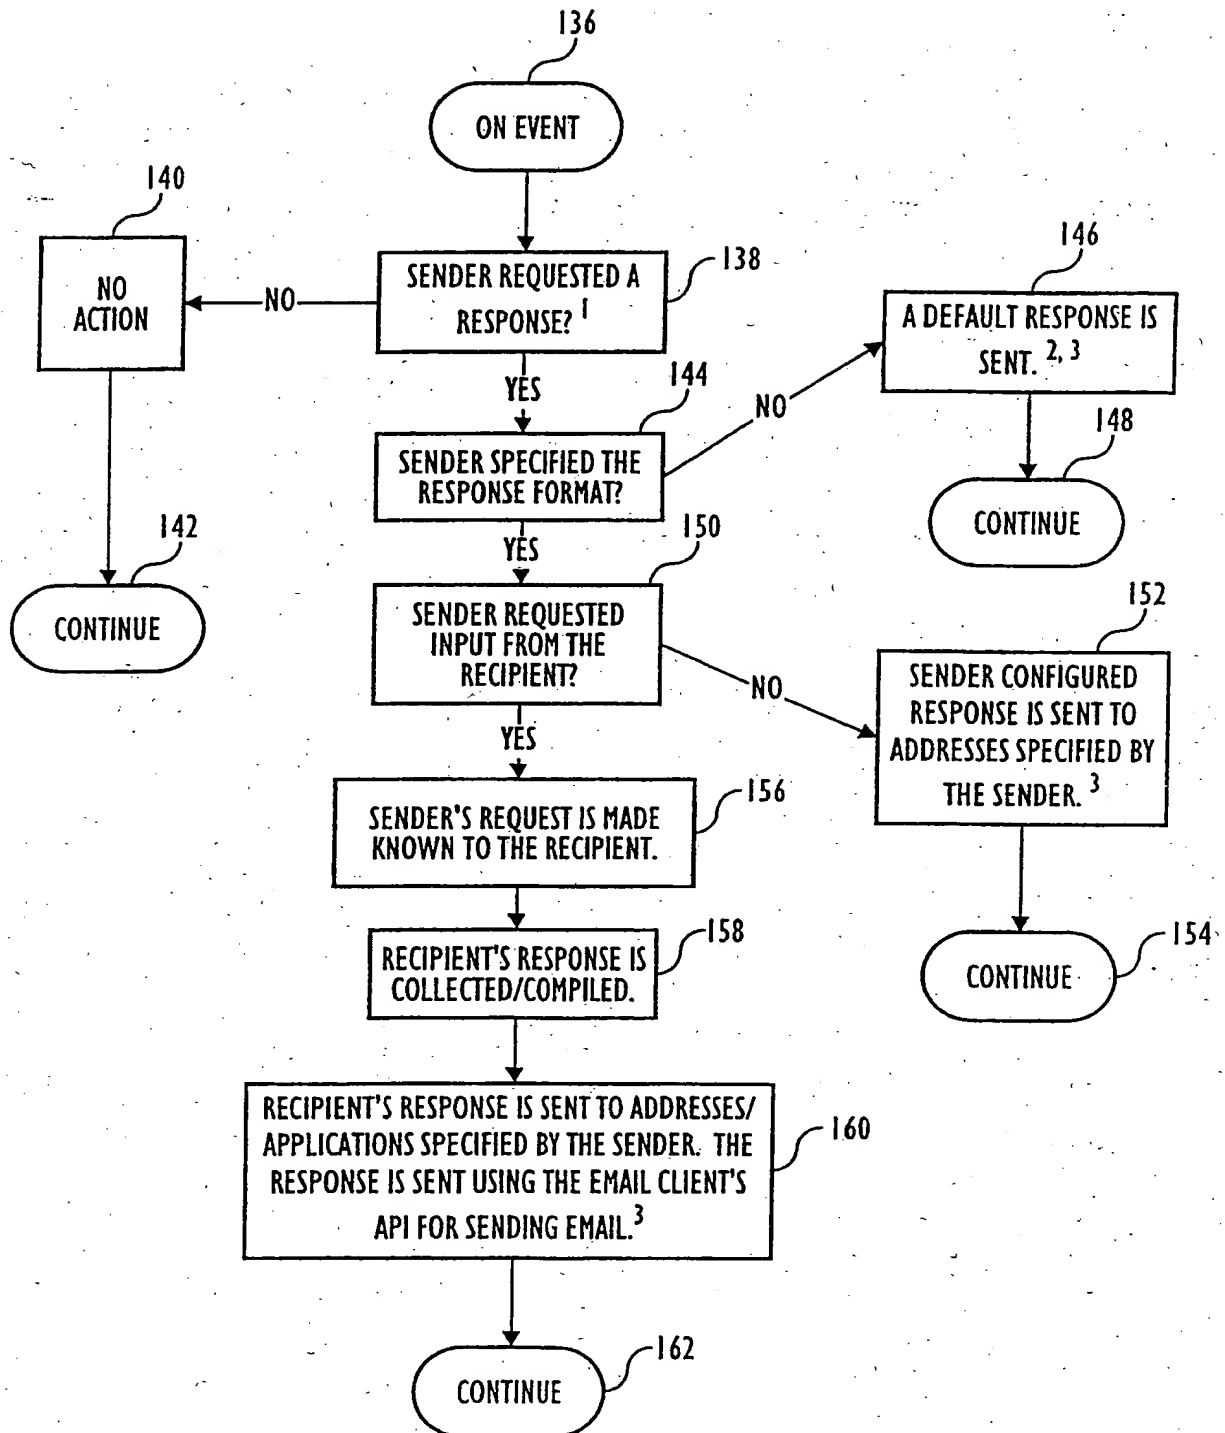 136
ON EVENT
140
138
146
NO
ACTION
NO
SENDER REQUESTED A
RESPONSE? 1
A DEFAULT RESPONSE IS
SENT. 2, 3
YES
144
NO
148
SENDER SPECIFIED THE
RESPONSE FORMAT?
CONTINUE
142
YES
150
CONTINUE
SENDER REQUESTED
INPUT FROM THE
RECIPIENT?
152
NO
SENDER CONFIGURED
RESPONSE IS SENT TO
ADDRESSES SPECIFIED BY
THE SENDER. 3
YES
156
SENDER'S REQUEST IS MADE
KNOWN TO THE RECIPIENT.
158
154
RECIPIENT'S RESPONSE IS
COLLECTED/COMPILED.
CONTINUE
RECIPIENT'S RESPONSE IS SENT TO ADDRESSES/
APPLICATIONS SPECIFIED BY THE SENDER. THE
RESPONSE IS SENT USING THE EMAIL CLIENT'S
API FOR SENDING EMAIL.3
160
162
CONTINUE